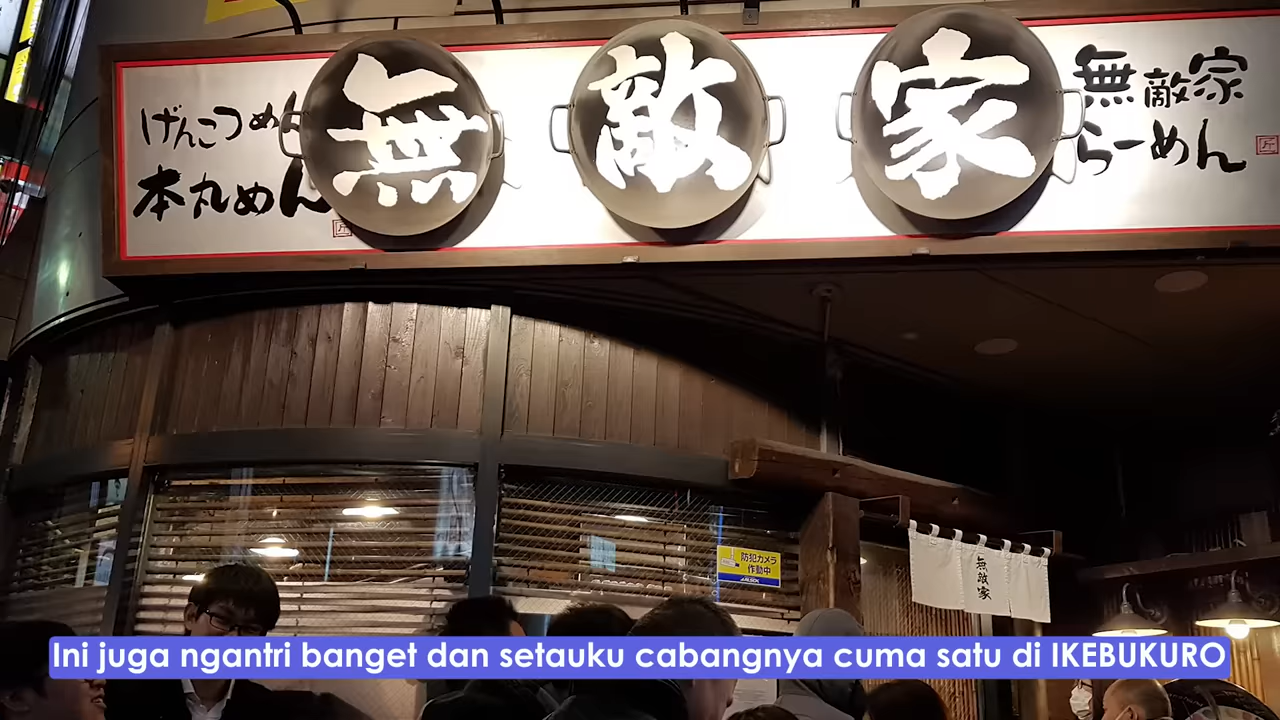 げんこつめん
本丸めん
無敵家
無敵家
らーめん
匠
匠
防犯カメラ
作動中
無敵家
Ini juga ngantri banget dan setauku cabangnya cuma satu di IKEBUKURO